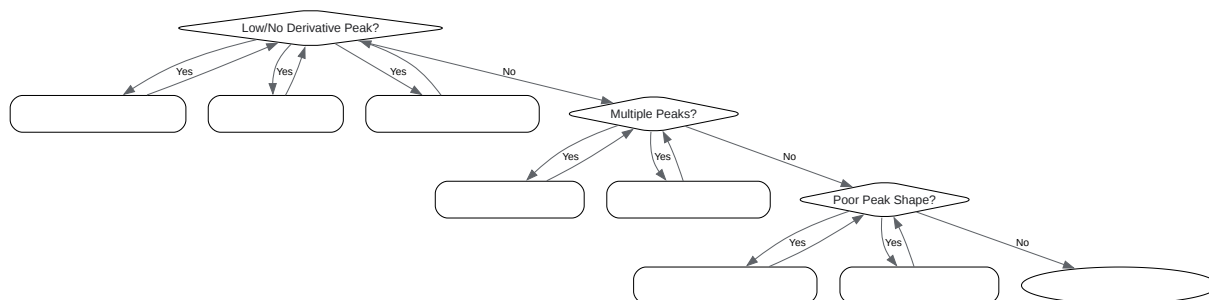 Low/No Derivative Peak?
Yes
Yes
Yes
No
Multiple Peaks?
Yes
Yes
No
Poor Peak Shape?
Yes
Yes
No